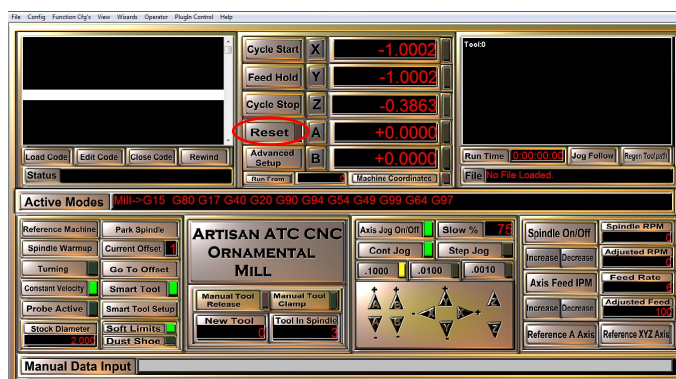 File Config Function Cfg's View Wizards Operator PlugIn Control Help
Load Code Edit Code Close Code Rewind
Status
Cycle Start X -1.0002
Feed Hold Y -1.0002
Cycle Stop Z -0.3863
Reset A +0.0000
Advanced Setup B +0.0000
Run From 0 Machine Coordinates
Tool:0
Run Time 0:00:00:00 Jog Follow Regen Toolpath
File No File Loaded.
Active Modes Mill->G15 G80 G17 G40 G20 G90 G94 G54 G49 G99 G64 G97
Reference Machine Park Spindle
Spindle Warmup Current Offset 1
Turning Go To Offset
Constant Velocity Smart Tool
Probe Active Smart Tool Setup
Stock Diameter Soft Limits
2.000 Dust Shoe
Artisan ATC CNC
Ornamental
Mill
Manual Tool Release Manual Tool Clamp
New Tool Tool In Spindle
0 3
Axis Jog On/Off Slow % 75
Cont Jog Step Jog
.1000 .0100 .0010
+ + +
X
- +
Y Z A
- - -
Spindle On/Off Spindle RPM
0
Increase Decrease Adjusted RPM
0
Axis Feed IPM Feed Rate
6
Increase Decrease Adjusted Feed
100
Reference A Axis Reference XYZ Axis
Manual Data Input